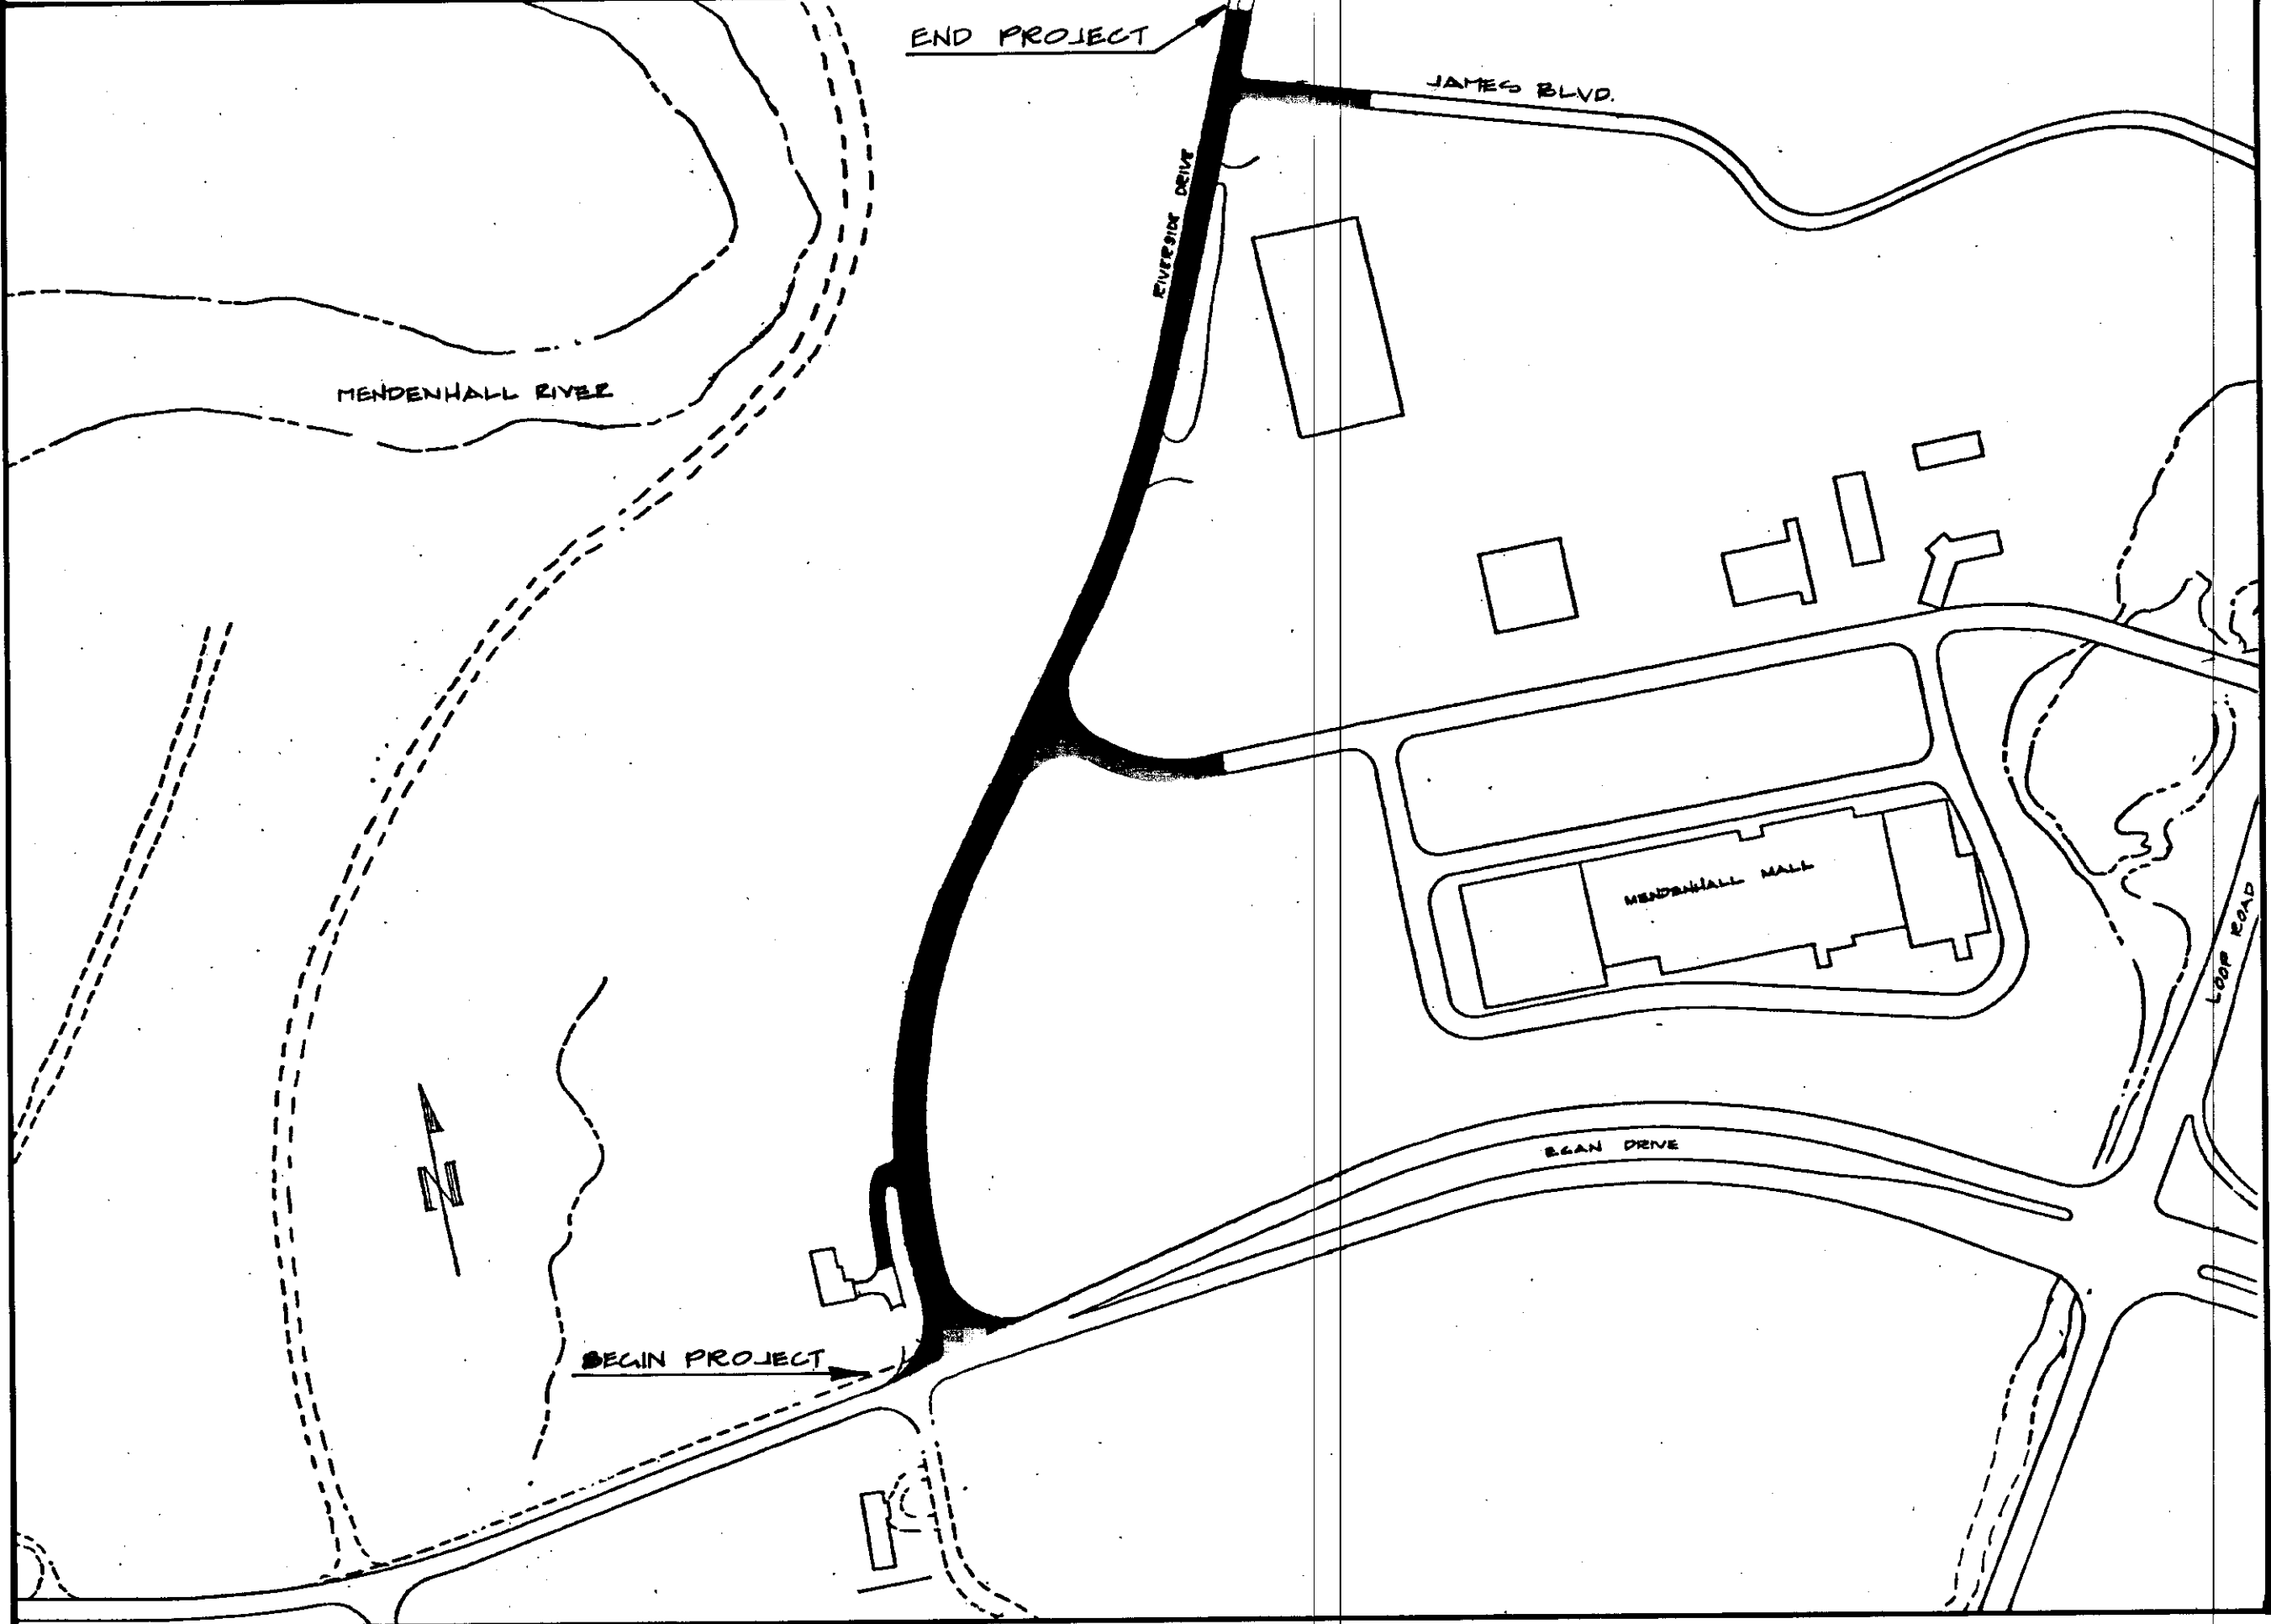 END PROJECT
JAMES BLVD.
RIVERSIDE DRIVE
MENDENHALL RIVER
MENDENHALL MALL
LOOP ROAD
EGAN DRIVE
N
BEGIN PROJECT